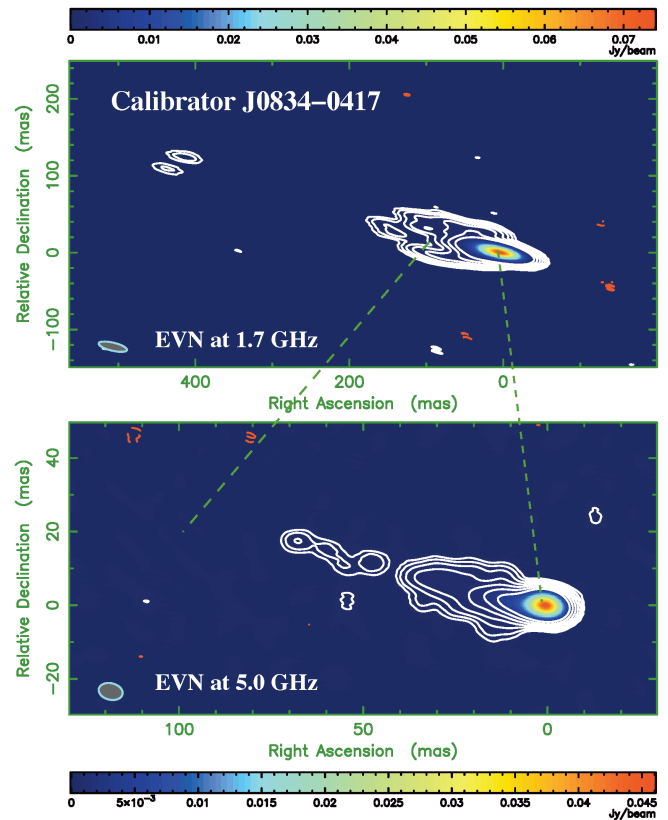 0 0.01 0.02 0.03 0.04 0.05 0.06 0.07
Jy/beam
Calibrator J0834−0417
Relative Declination (mas)
200
100
0
−100
EVN at 1.7 GHz
400 200 0
Right Ascension (mas)
Relative Declination (mas)
40
20
0
−20
EVN at 5.0 GHz
100 50 0
Right Ascension (mas)
0 5×10⁻³ 0.01 0.015 0.02 0.025 0.03 0.035 0.04 0.045
Jy/beam